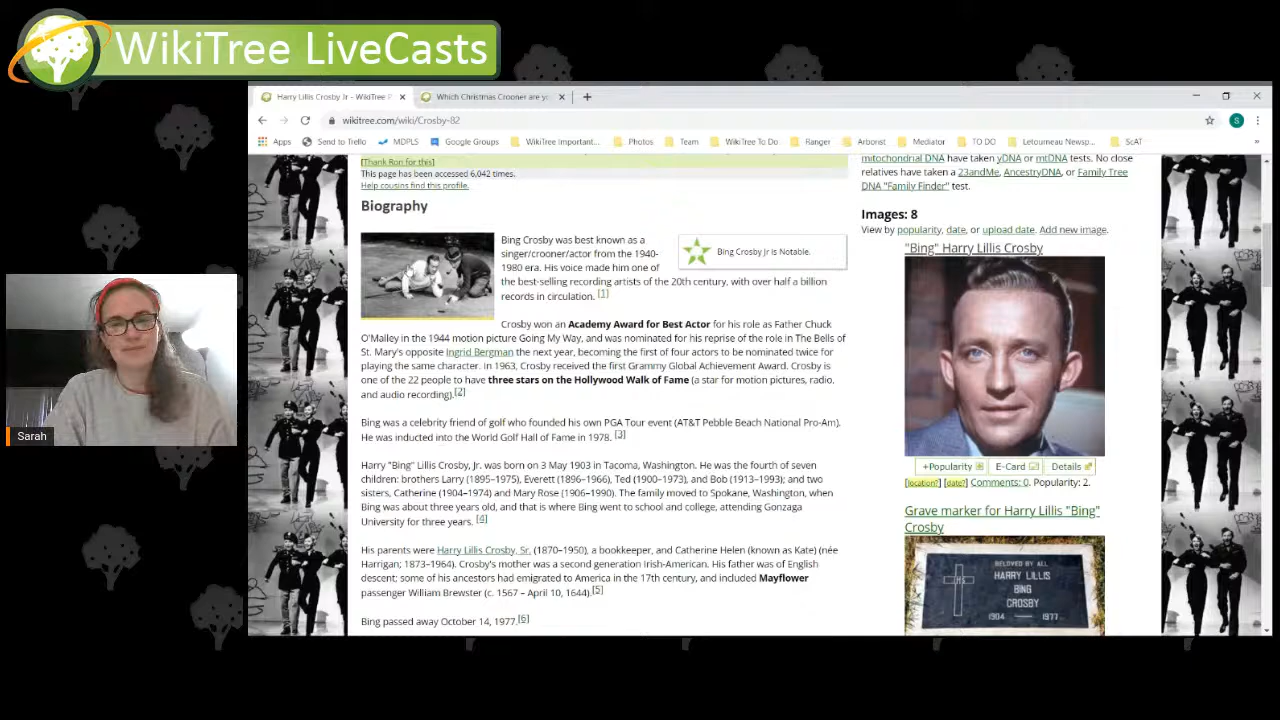 WikiTree LiveCasts
Harry Lillis Crosby Jr - WikiTree F
Which Christmas Crooner are yo
wikitree.com/wiki/Crosby-82
S
Apps Send to Trello MDPLS Google Groups WikiTree Important... Photos Team WikiTree To Do Ranger Arborist Mediator TO DO Letourneau Newsp... ScAT »
[Thank Ron for this]
This page has been accessed 6,042 times.
Help cousins find this profile.
Biography
Bing Crosby was best known as a
singer/crooner/actor from the 1940-
1980 era. His voice made him one of
the best-selling recording artists of the 20th century, with over half a billion
records in circulation. [1]
Bing Crosby Jr is Notable.
Crosby won an Academy Award for Best Actor for his role as Father Chuck
O'Malley in the 1944 motion picture Going My Way, and was nominated for his reprise of the role in The Bells of
St. Mary's opposite Ingrid Bergman the next year, becoming the first of four actors to be nominated twice for
playing the same character. In 1963, Crosby received the first Grammy Global Achievement Award. Crosby is
one of the 22 people to have three stars on the Hollywood Walk of Fame (a star for motion pictures, radio,
and audio recording).[2]
Bing was a celebrity friend of golf who founded his own PGA Tour event (AT&T Pebble Beach National Pro-Am).
He was inducted into the World Golf Hall of Fame in 1978. [3]
Harry "Bing" Lillis Crosby, Jr. was born on 3 May 1903 in Tacoma, Washington. He was the fourth of seven
children: brothers Larry (1895–1975), Everett (1896–1966), Ted (1900–1973), and Bob (1913–1993); and two
sisters, Catherine (1904–1974) and Mary Rose (1906–1990). The family moved to Spokane, Washington, when
Bing was about three years old, and that is where Bing went to school and college, attending Gonzaga
University for three years. [4]
His parents were Harry Lillis Crosby, Sr. (1870–1950), a bookkeeper, and Catherine Helen (known as Kate) (née
Harrigan; 1873–1964). Crosby's mother was a second generation Irish-American. His father was of English
descent; some of his ancestors had emigrated to America in the 17th century, and included Mayflower
passenger William Brewster (c. 1567 – April 10, 1644).[5]
Bing passed away October 14, 1977.[6]
mitochondrial DNA have taken yDNA or mtDNA tests. No close
relatives have taken a 23andMe, AncestryDNA, or Family Tree
DNA "Family Finder" test.
Images: 8
View by popularity, date, or upload date. Add new image.
"Bing" Harry Lillis Crosby
+Popularity E-Card Details
[location?] [date?] Comments: 0. Popularity: 2.
Grave marker for Harry Lillis "Bing"
Crosby
BELOVED BY ALL
HARRY LILLIS
BING
CROSBY
1904 1977
IHS
Sarah